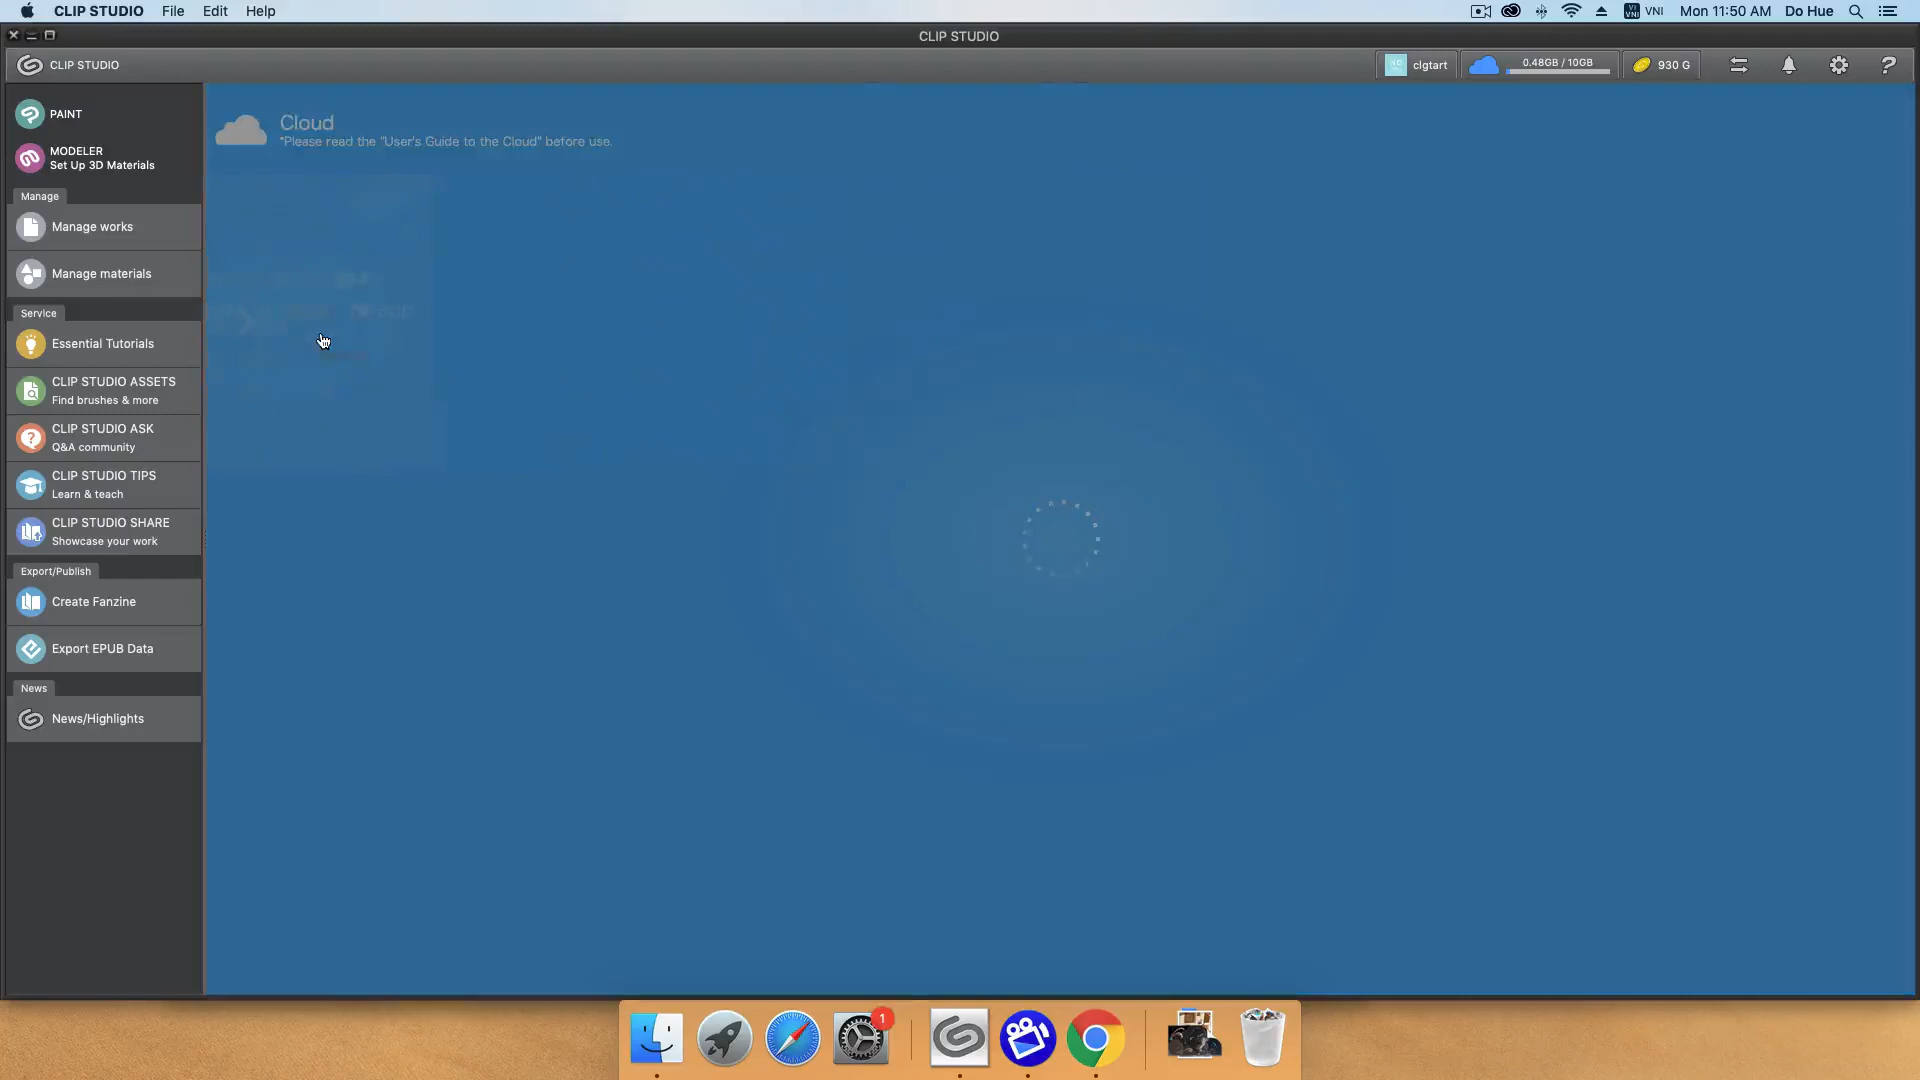 CLIP STUDIO File Edit Help
VI
VNI VNI Mon 11:50 AM Do Hue
CLIP STUDIO
CLIP STUDIO
clgtart 0.48GB / 10GB 930 G
PAINT
MODELER
Set Up 3D Materials
Manage
Manage works
Manage materials
Service
Essential Tutorials
CLIP STUDIO ASSETS
Find brushes & more
CLIP STUDIO ASK
Q&A community
CLIP STUDIO TIPS
Learn & teach
CLIP STUDIO SHARE
Showcase your work
Export/Publish
Create Fanzine
Export EPUB Data
News
News/Highlights
Cloud
"Please read the "User's Guide to the Cloud" before use.
1